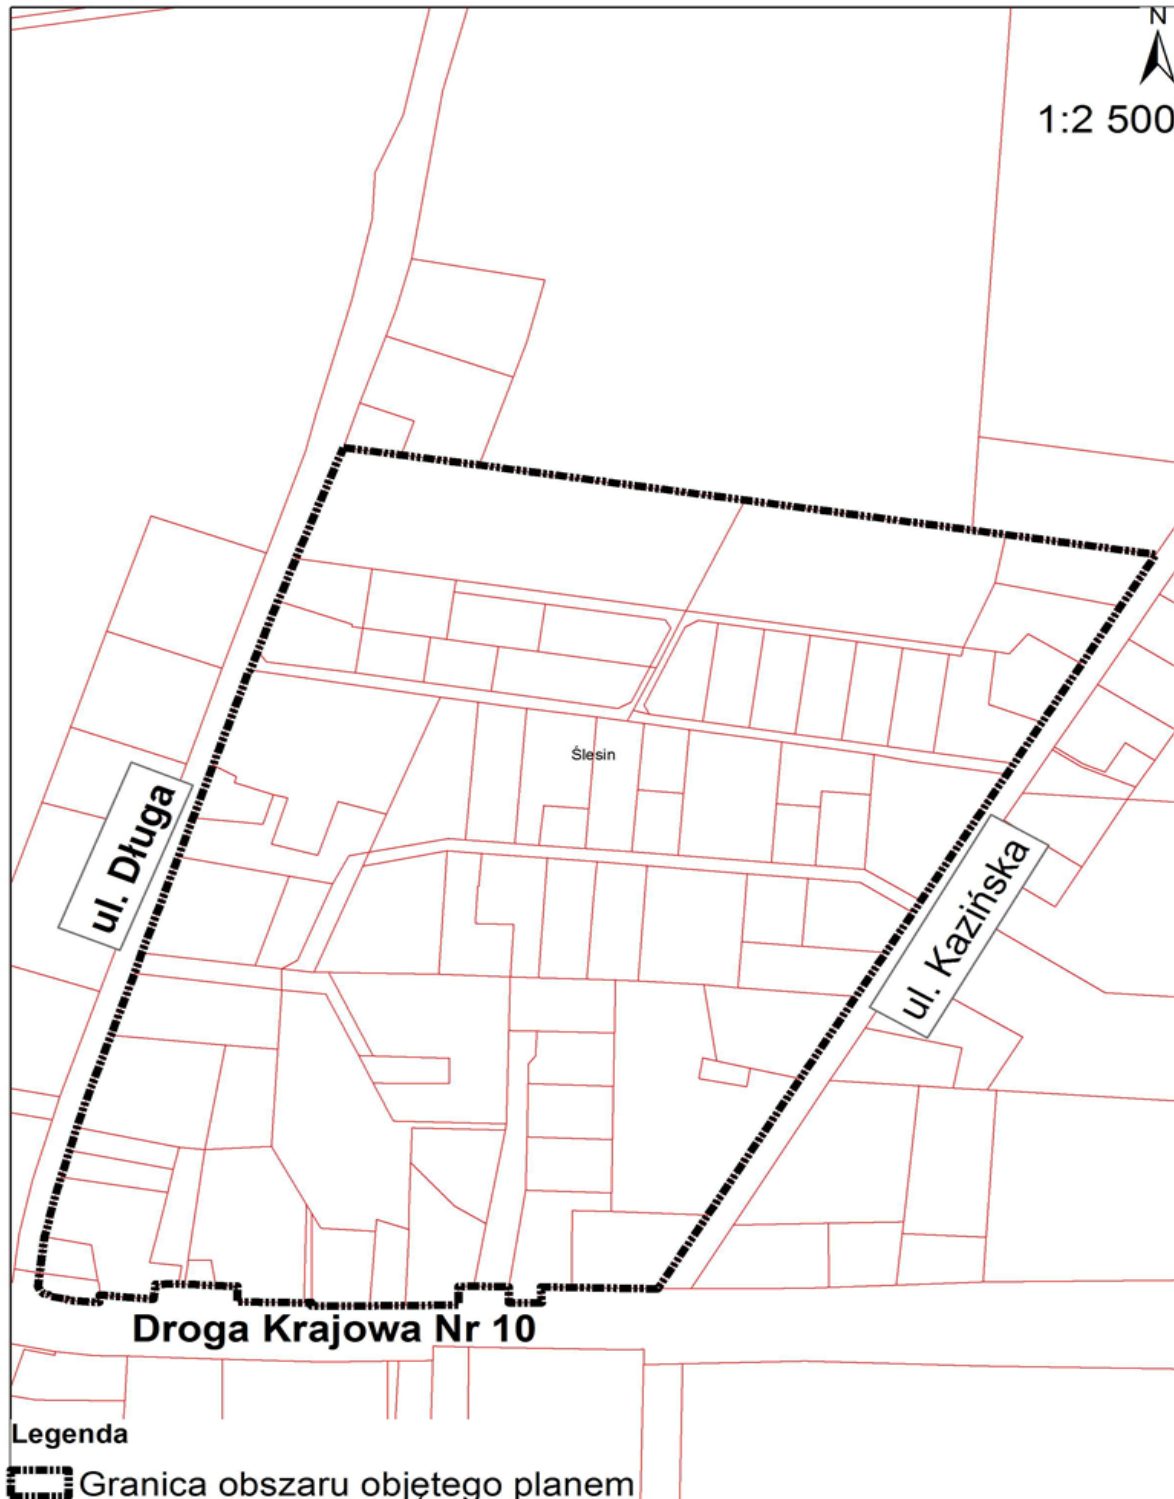 N
1:2 500
Ślesin
ul. Długa
ul. Kazińska
Droga Krajowa Nr 10
Legenda
Granica obszaru objętego planem